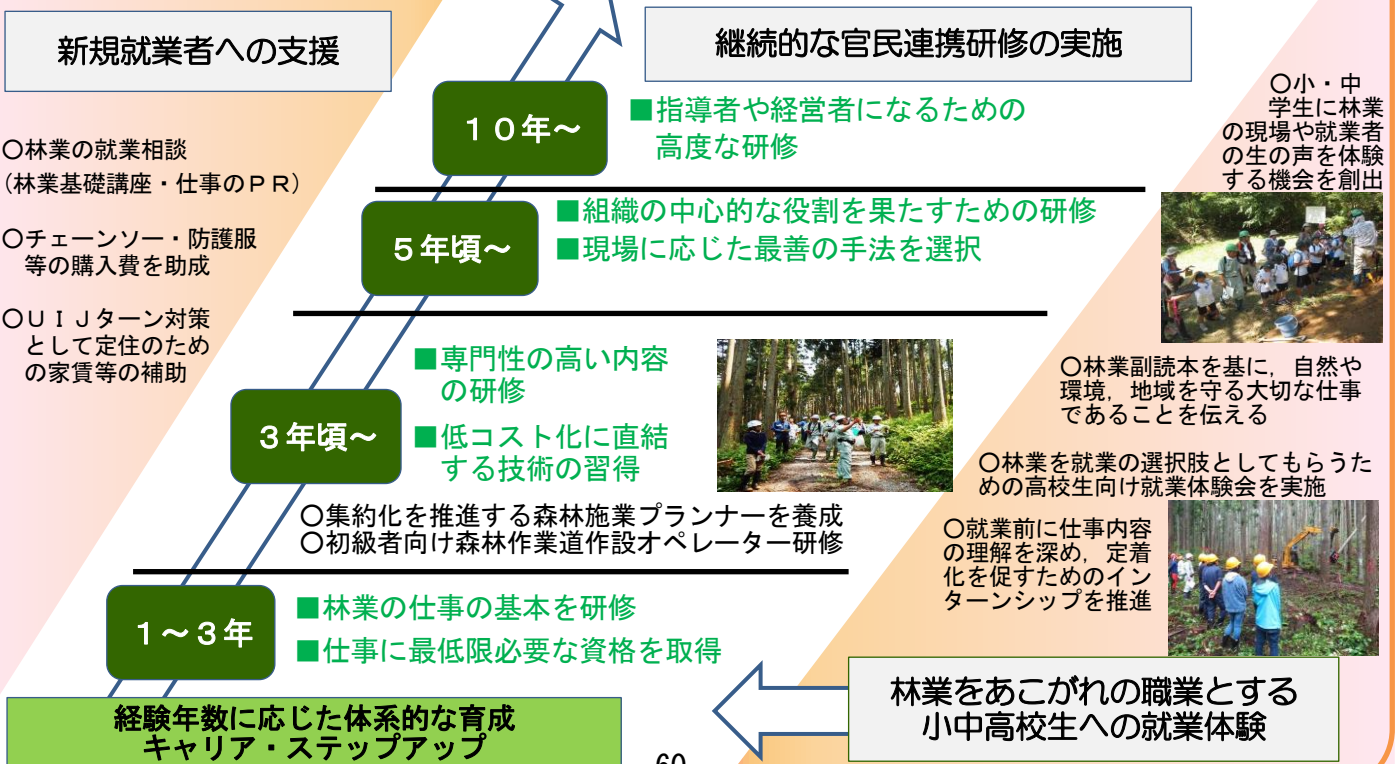 新規就業者への支援
○林業の就業相談
(林業基礎講座・仕事のPR)
○チェーンソー・防護服
等の購入費を助成
○UIJターン対策
として定住のため
の家賃等の補助
継続的な官民連携研修の実施
10年~
■指導者や経営者になるための
高度な研修
5年頃~
■組織の中心的な役割を果たすための研修
■現場に応じた最善の手法を選択
3年頃~
■専門性の高い内容
の研修
■低コスト化に直結
する技術の習得
○集約化を推進する森林施業プランナーを養成
○初級者向け森林作業道作設オペレーター研修
1~3年
■林業の仕事の基本を研修
■仕事に最低限必要な資格を取得
経験年数に応じた体系的な育成
キャリア・ステップアップ
○小・中
学生に林業
の現場や就業者
の生の声を体験
する機会を創出
○林業副読本を基に,自然や
環境,地域を守る大切な仕事
であることを伝える
○林業を就業の選択肢としてもらうた
めの高校生向け就業体験会を実施
○就業前に仕事内容
の理解を深め,定着
化を促すためのイン
ターンシップを推進
林業をあこがれの職業とする
小中高校生への就業体験
60